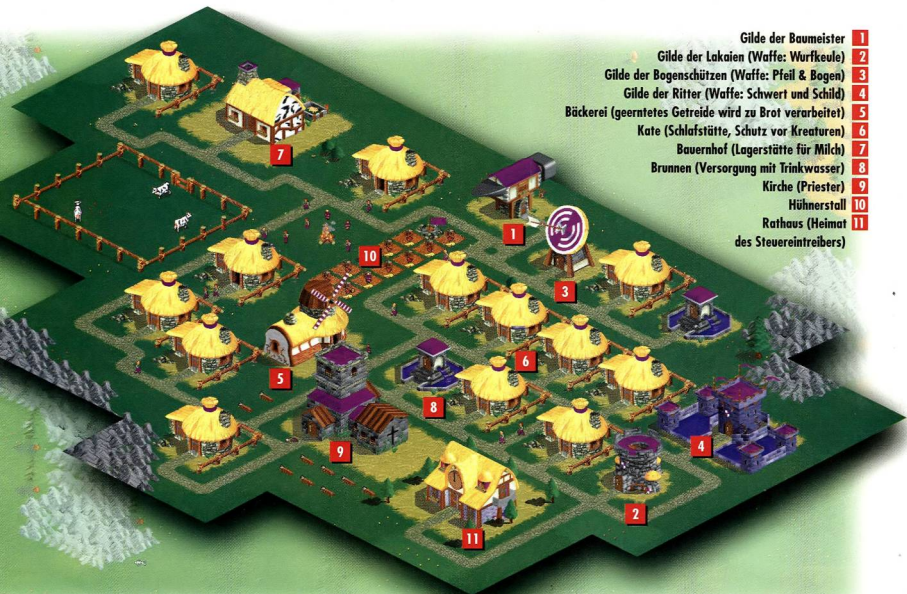 Gilde der Baumeister 1
Gilde der Lakaien (Waffe: Wurfkeule) 2
Gilde der Bogenschützen (Waffe: Pfeil & Bogen) 3
Gilde der Ritter (Waffe: Schwert und Schild) 4
Bäckerei (geerntetes Getreide wird zu Brot verarbeitet) 5
Kate (Schlafstätte, Schutz vor Kreaturen) 6
Bauernhof (Lagerstätte für Milch) 7
Brunnen (Versorgung mit Trinkwasser) 8
Kirche (Priester) 9
Hühnerstall 10
Rathaus (Heimat 11
des Steuereintreibers)
7
1
10
3
6
5
8
4
9
2
11